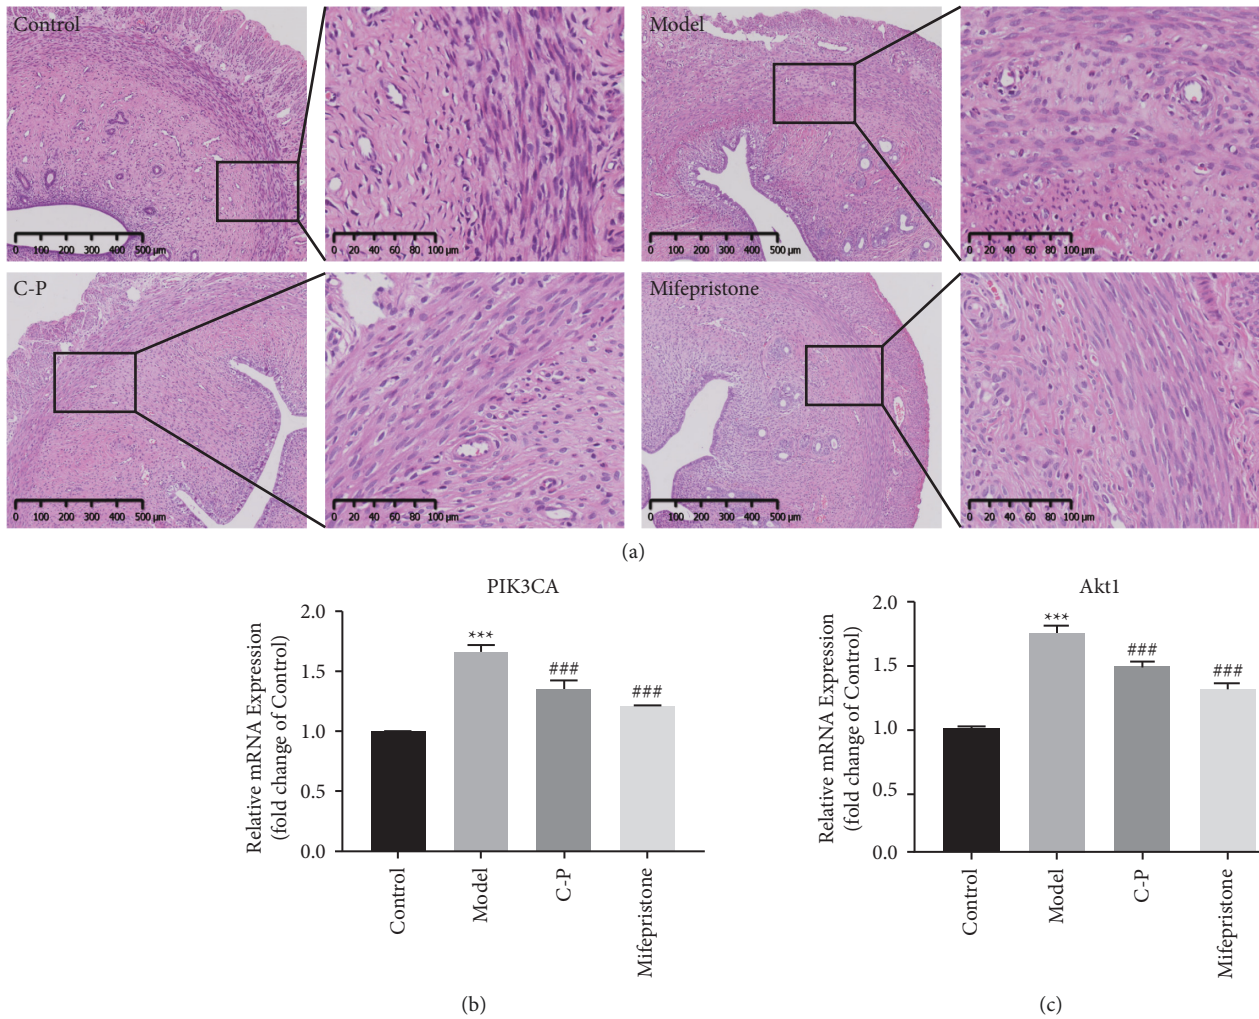 Control
0 100 200 300 400 500 µm
0 20 40 60 80 100 µm
Model
0 100 200 300 400 500 µm
0 20 40 60 80 100 µm
C-P
0 100 200 300 400 500 µm
0 20 40 60 80 100 µm
Mifepristone
0 100 200 300 400 500 µm
0 20 40 60 80 100 µm
(a)
PIK3CA
Relative mRNA Expression
(fold change of Control)
2.0
1.5
1.0
0.5
0.0
***
###
###
Control
Model
C-P
Mifepristone
(b)
Akt1
Relative mRNA Expression
(fold change of Control)
2.0
1.5
1.0
0.5
0.0
***
###
###
Control
Model
C-P
Mifepristone
(c)